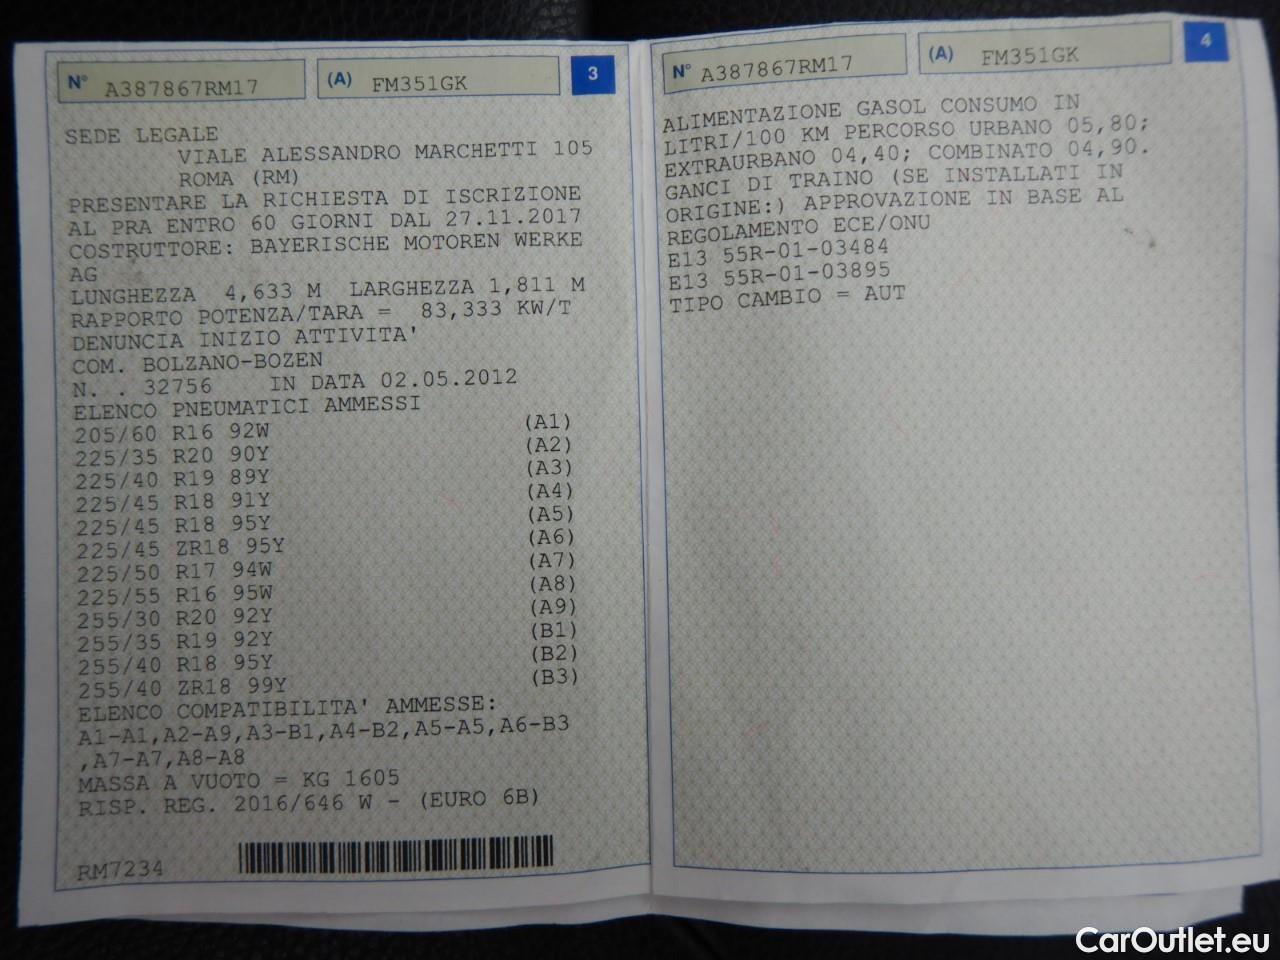 N° A387867RM17 (A) FM351GK 3
SEDE LEGALE
VIALE ALESSANDRO MARCHETTI 105
ROMA (RM)
PRESENTARE LA RICHIESTA DI ISCRIZIONE
AL PRA ENTRO 60 GIORNI DAL 27.11.2017
COSTRUTTORE: BAYERISCHE MOTOREN WERKE
AG
LUNGHEZZA 4,633 M LARGHEZZA 1,811 M
RAPPORTO POTENZA/TARA = 83,333 KW/T
DENUNCIA INIZIO ATTIVITA'
COM. BOLZANO-BOZEN
N. . 32756 IN DATA 02.05.2012
ELENCO PNEUMATICI AMMESSI
205/60 R16 92W (A1)
225/35 R20 90Y (A2)
225/40 R19 89Y (A3)
225/45 R18 91Y (A4)
225/45 R18 95Y (A5)
225/45 ZR18 95Y (A6)
225/50 R17 94W (A7)
225/55 R16 95W (A8)
255/30 R20 92Y (A9)
255/35 R19 92Y (B1)
255/40 R18 95Y (B2)
255/40 ZR18 99Y (B3)
ELENCO COMPATIBILITA' AMMESSE:
A1-A1,A2-A9,A3-B1,A4-B2,A5-A5,A6-B3
,A7-A7,A8-A8
MASSA A VUOTO = KG 1605
RISP. REG. 2016/646 W - (EURO 6B)
RM7234
N° A387867RM17 (A) FM351GK 4
ALIMENTAZIONE GASOL CONSUMO IN
LITRI/100 KM PERCORSO URBANO 05,80;
EXTRAURBANO 04,40; COMBINATO 04,90.
GANCI DI TRAINO (SE INSTALLATI IN
ORIGINE:) APPROVAZIONE IN BASE AL
REGOLAMENTO ECE/ONU
E13 55R-01-03484
E13 55R-01-03895
TIPO CAMBIO = AUT
CarOutlet.eu